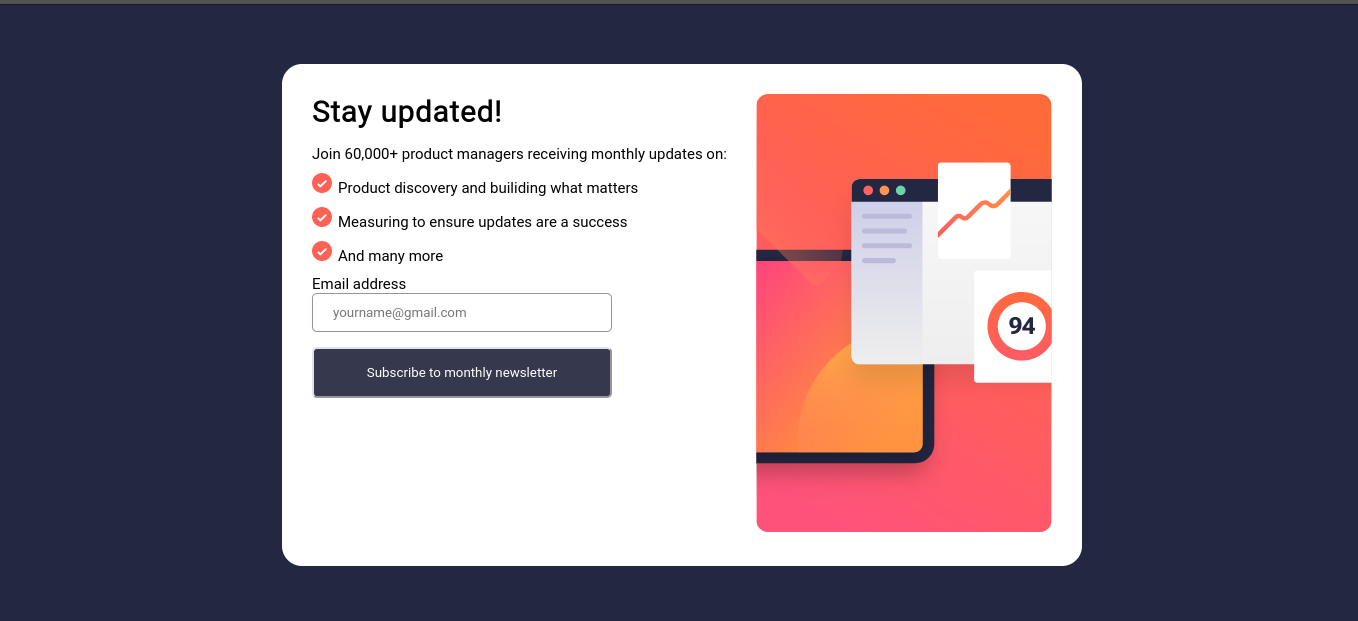 Stay updated!
Join 60,000+ product managers receiving monthly updates on:
Product discovery and builiding what matters
Measuring to ensure updates are a success
And many more
Email address
yourname@gmail.com
Subscribe to monthly newsletter
94